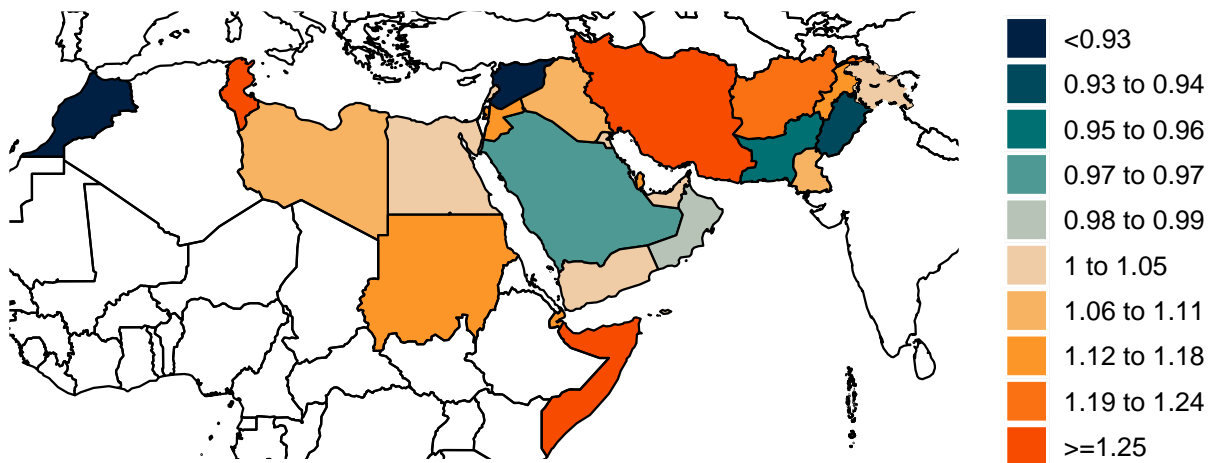 <0.93
0.93 to 0.94
0.95 to 0.96
0.97 to 0.97
0.98 to 0.99
1 to 1.05
1.06 to 1.11
1.12 to 1.18
1.19 to 1.24
>=1.25